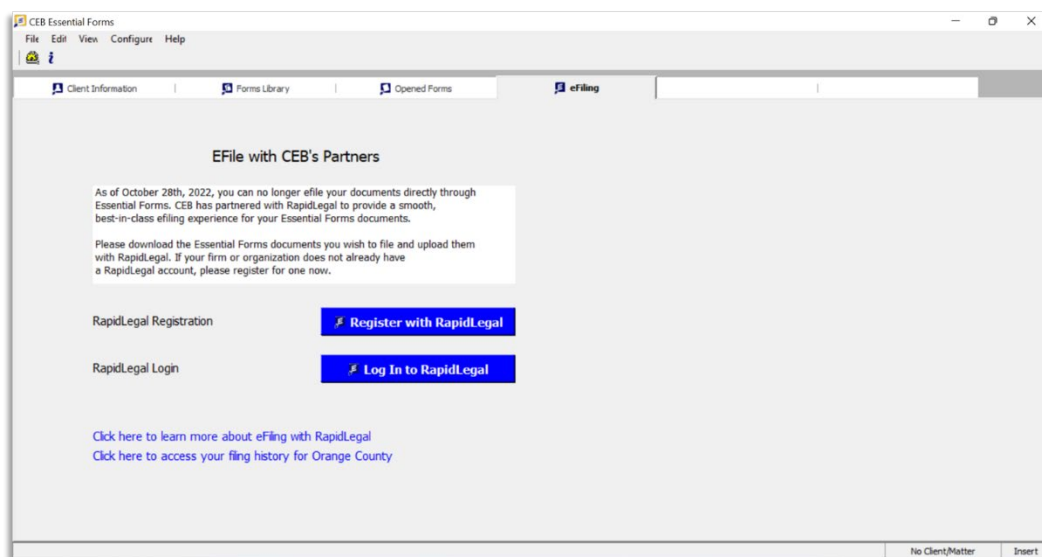 CEB Essential Forms
File Edit View Configure Help
Client Information
Forms Library
Opened Forms
eFiling
EFile with CEB's Partners
As of October 28th, 2022, you can no longer efile your documents directly through
Essential Forms. CEB has partnered with RapidLegal to provide a smooth,
best-in-class efiling experience for your Essential Forms documents.
Please download the Essential Forms documents you wish to file and upload them
with RapidLegal. If your firm or organization does not already have
a RapidLegal account, please register for one now.
RapidLegal Registration
Register with RapidLegal
RapidLegal Login
Log In to RapidLegal
Click here to learn more about eFiling with RapidLegal
Click here to access your filing history for Orange County
No Client/Matter
Insert